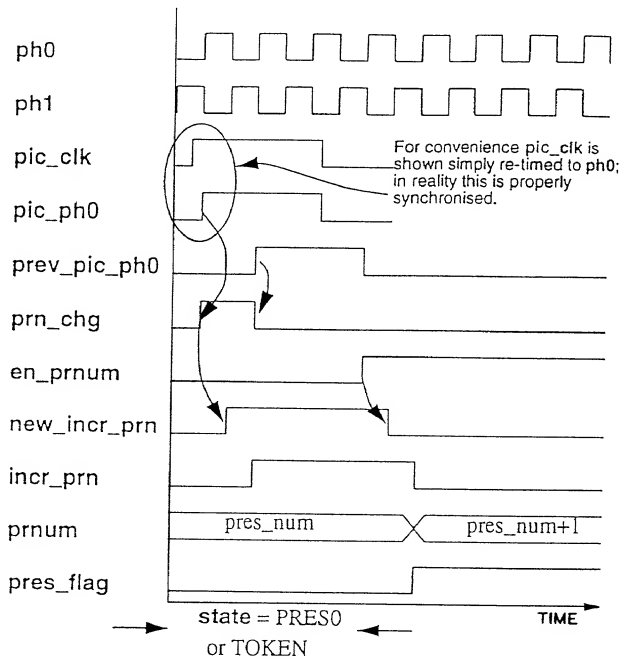 ph0
ph1
pic_clk
For convenience pic_clk is
shown simply re-timed to ph0;
in reality this is properly
synchronised.
pic_ph0
prev_pic_ph0
prn_chg
en_prnum
new_incr_prn
incr_prn
prnum
pres_num
pres_num+1
pres_flag
state = PRES0
TIME
or TOKEN